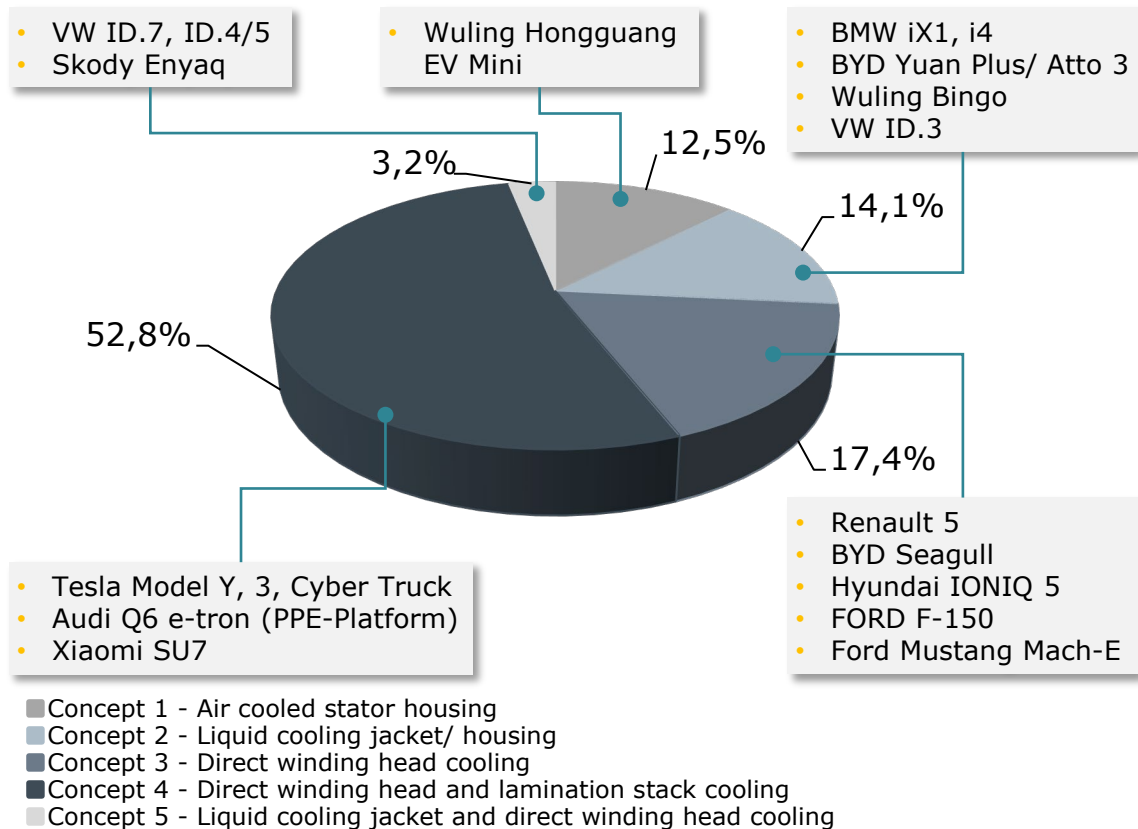 • VW ID.7, ID.4/5
• Skody Enyaq
• Wuling Hongguang
EV Mini
• BMW iX1, i4
• BYD Yuan Plus/ Atto 3
• Wuling Bingo
• VW ID.3
3,2%
12,5%
14,1%
52,8%
17,4%
• Tesla Model Y, 3, Cyber Truck
• Audi Q6 e-tron (PPE-Platform)
• Xiaomi SU7
• Renault 5
• BYD Seagull
• Hyundai IONIQ 5
• FORD F-150
• Ford Mustang Mach-E
Concept 1 - Air cooled stator housing
Concept 2 - Liquid cooling jacket/ housing
Concept 3 - Direct winding head cooling
Concept 4 - Direct winding head and lamination stack cooling
Concept 5 - Liquid cooling jacket and direct winding head cooling